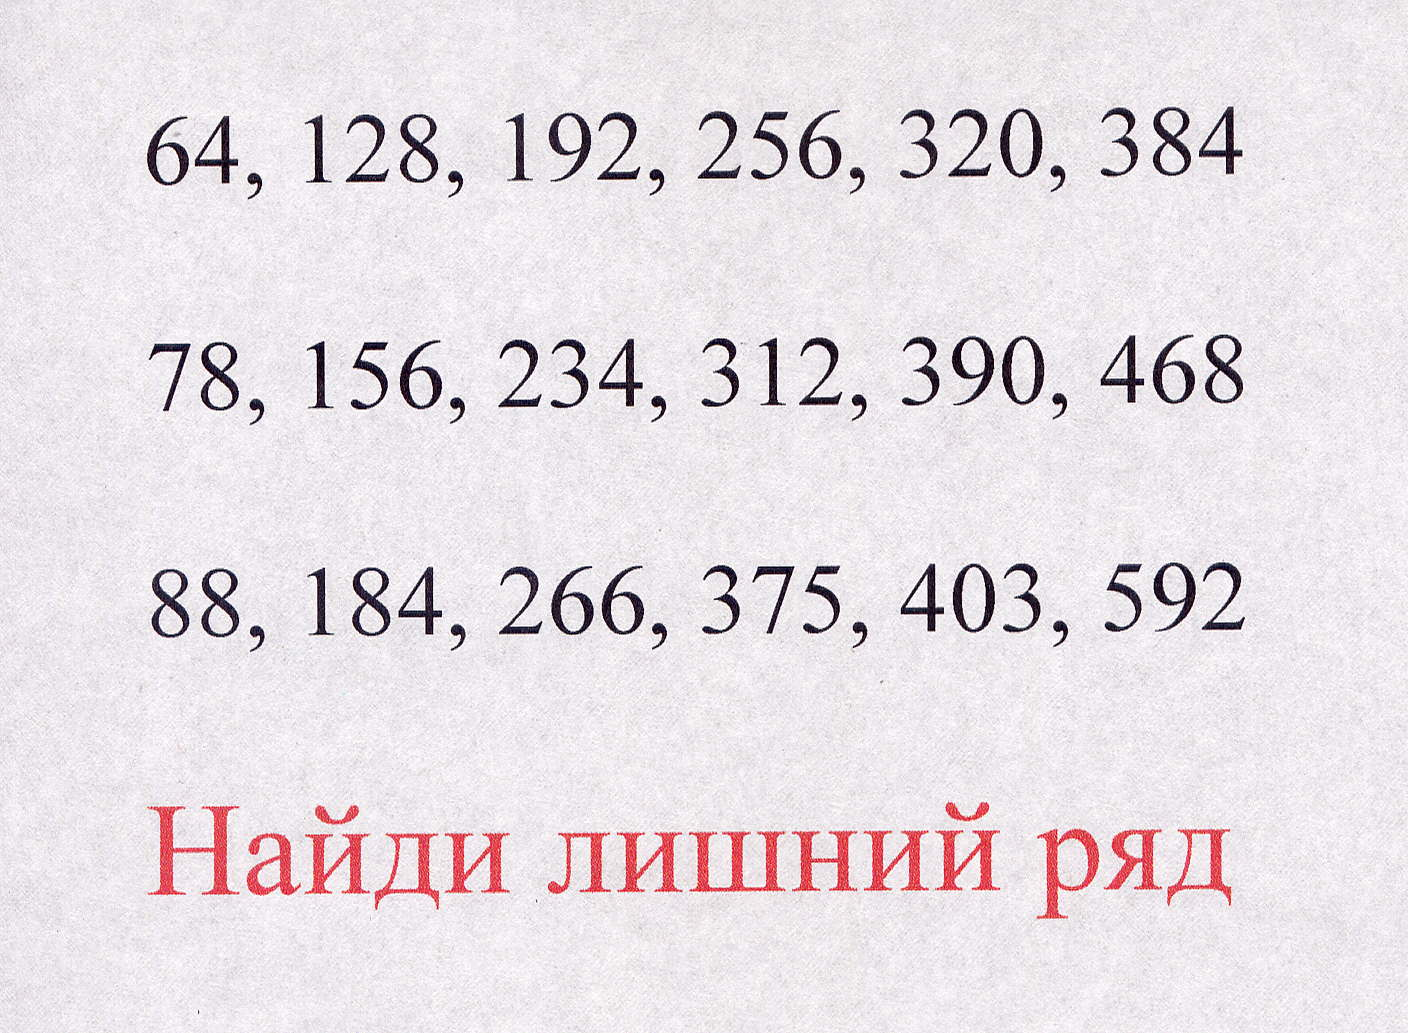 64, 128, 192, 256, 320, 384
78, 156, 234, 312, 390, 468
88, 184, 266, 375, 403, 592
Найди лишний ряд